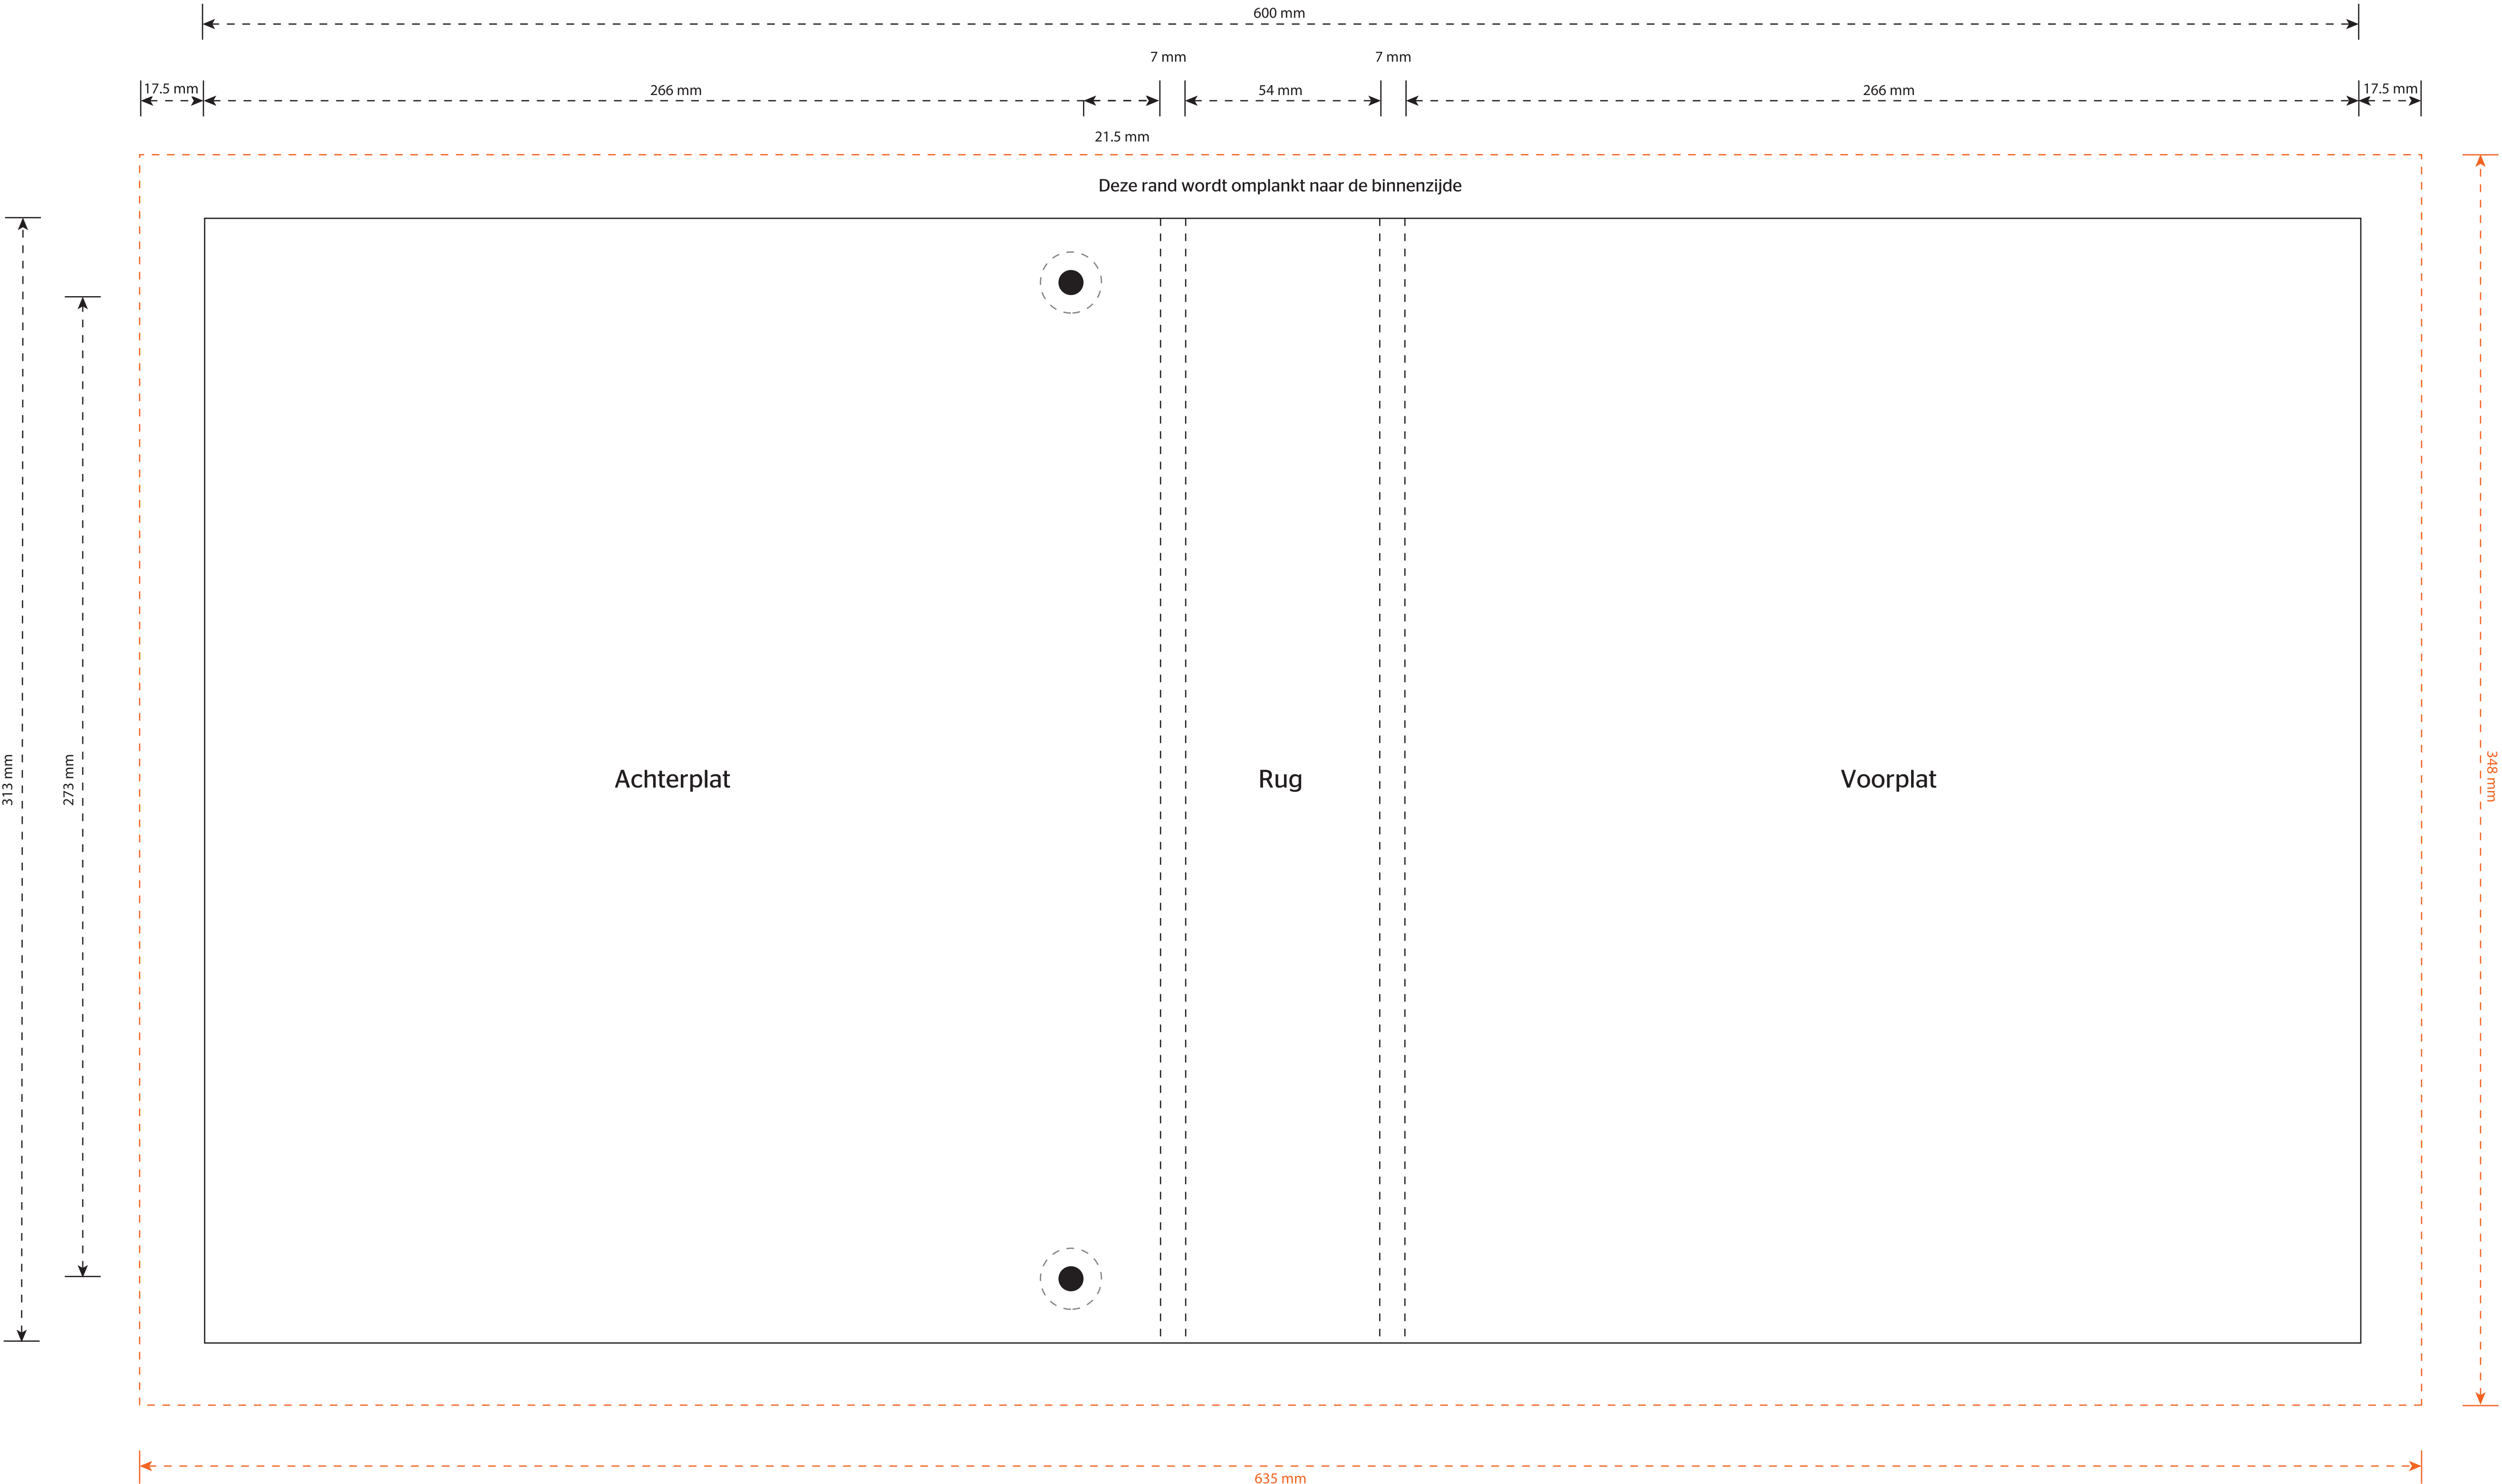 600 mm
7 mm
7 mm
17.5 mm
266 mm
54 mm
266 mm
17.5 mm
21.5 mm
Deze rand wordt omplankt naar de binnenzijde
313 mm
273 mm
Achterplat
Rug
Voorplat
348 mm
635 mm